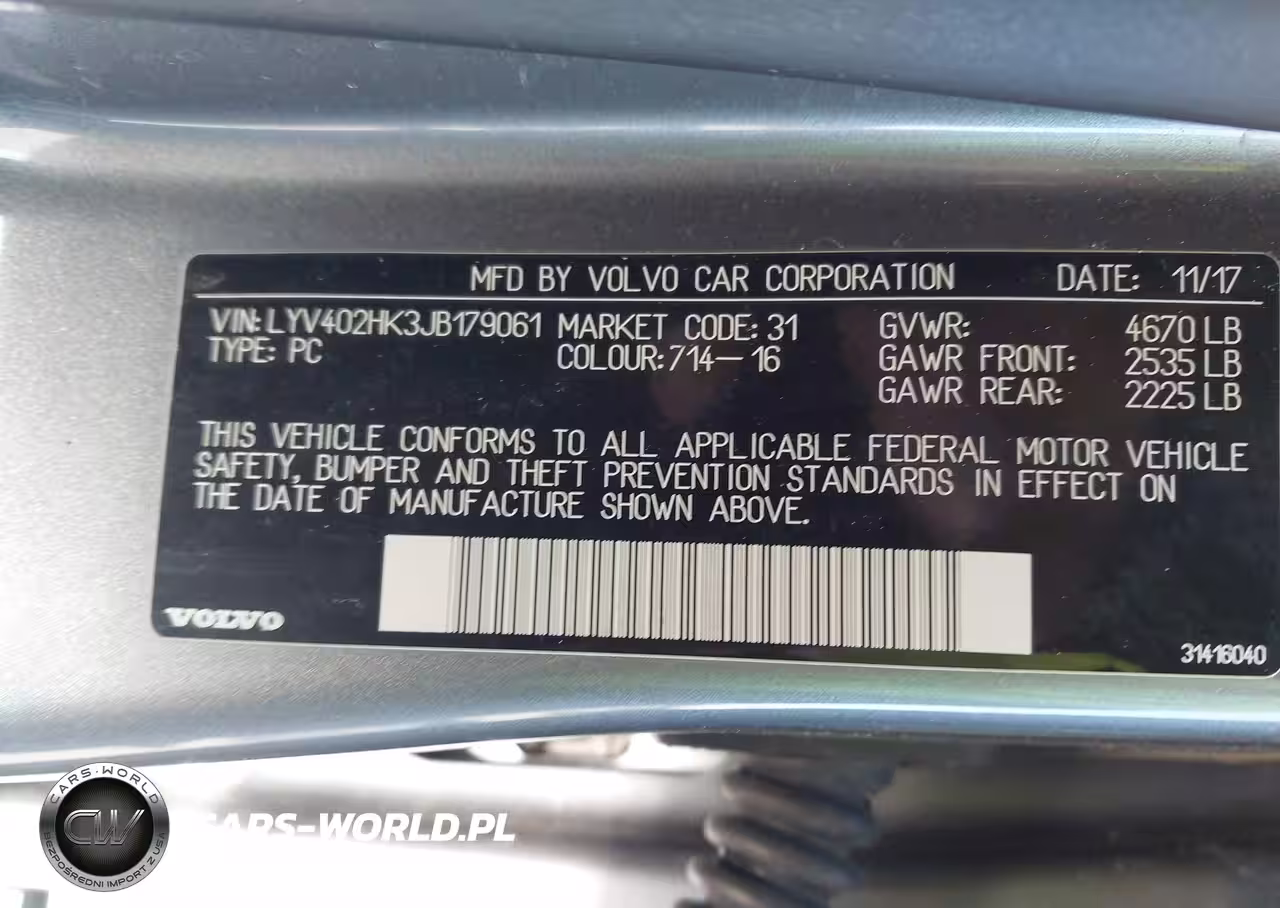 MFD BY VOLVO CAR CORPORATION DATE: 11/17
VIN: LYV402HK3JB179061 MARKET CODE: 31 GVWR: 4670 LB
TYPE: PC COLOUR: 714-16 GAWR FRONT: 2535 LB
GAWR REAR: 2225 LB
THIS VEHICLE CONFORMS TO ALL APPLICABLE FEDERAL MOTOR VEHICLE
SAFETY, BUMPER AND THEFT PREVENTION STANDARDS IN EFFECT ON
THE DATE OF MANUFACTURE SHOWN ABOVE.
VOLVO
31416040
CARS-WORLD
CW
BEZPOŚREDNI IMPORT Z USA
CARS-WORLD.PL